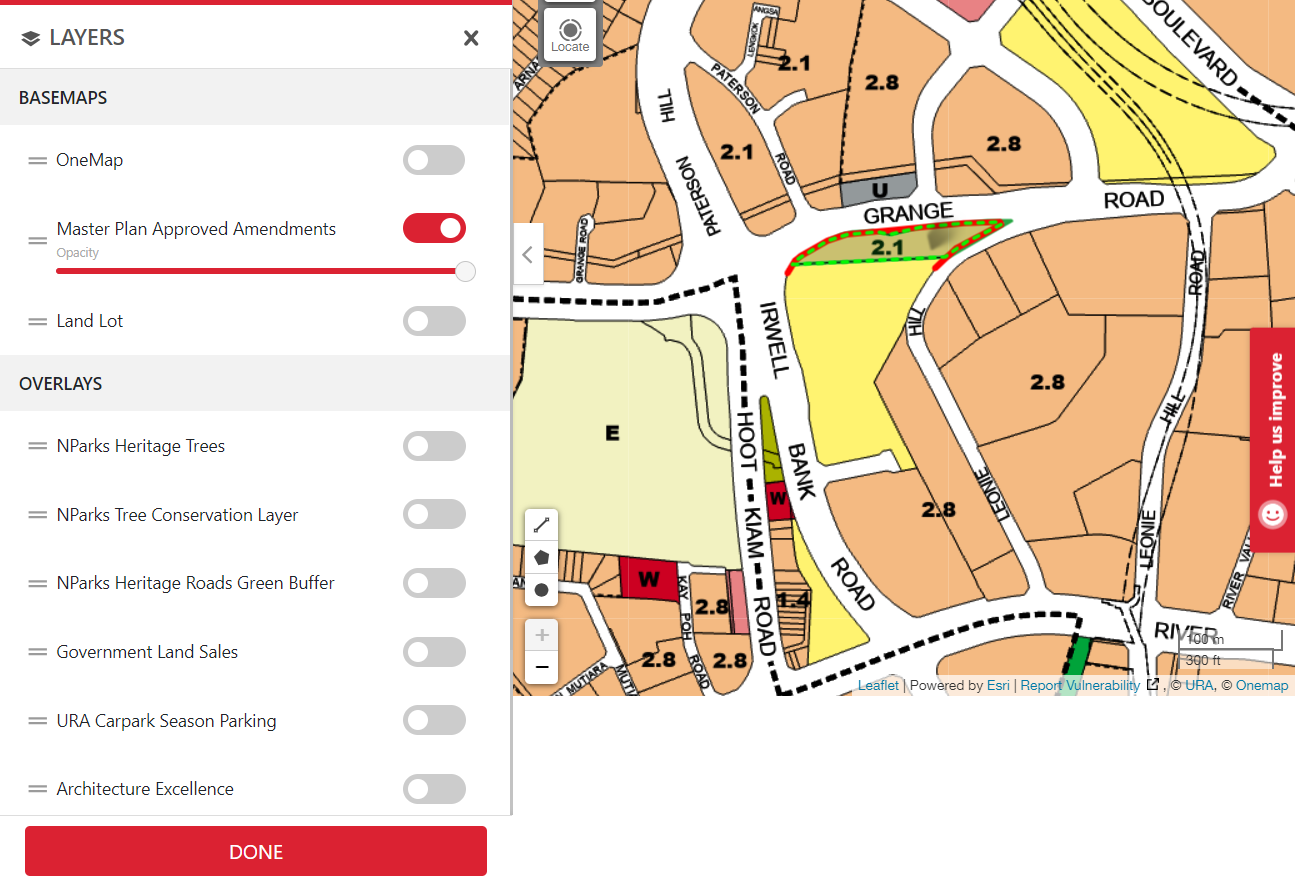 LAYERS
BASEMAPS
OneMap
Master Plan Approved Amendments
Opacity
Land Lot
OVERLAYS
NParks Heritage Trees
NParks Tree Conservation Layer
NParks Heritage Roads Green Buffer
Government Land Sales
URA Carpark Season Parking
Architecture Excellence
DONE
Locate
ANGSA
LENGKOK
2.1
PATERSON
ROAD
2.8
BOULEVARD
HILL
PATERSON
2.1
2.8
U
GRANGE
ROAD
2.1
GRANGE ROAD
IRWELL
BANK
ROAD
HILL
LEONIE
ROAD
HILL
LEONIE
2.8
2.8
E
HOOT
KIAM
ROAD
W
W
KAY
POH
ROAD
2.8
1.4
2.8
2.8
MUTIARA
RIVER
RIVER
Help us improve
100 m
300 ft
Leaflet | Powered by Esri | Report Vulnerability , © URA, © Onemap